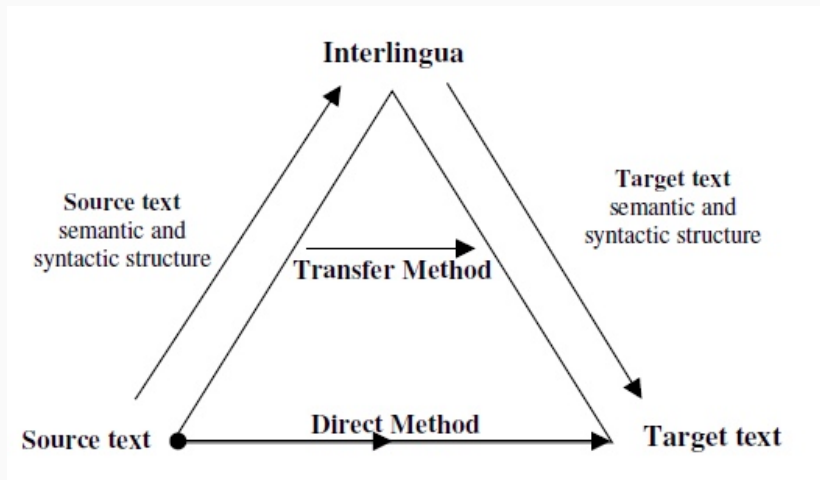 Interlingua
Source text
semantic and
syntactic structure
Target text
semantic and
syntactic structure
Transfer Method
Source text
Direct Method
Target text